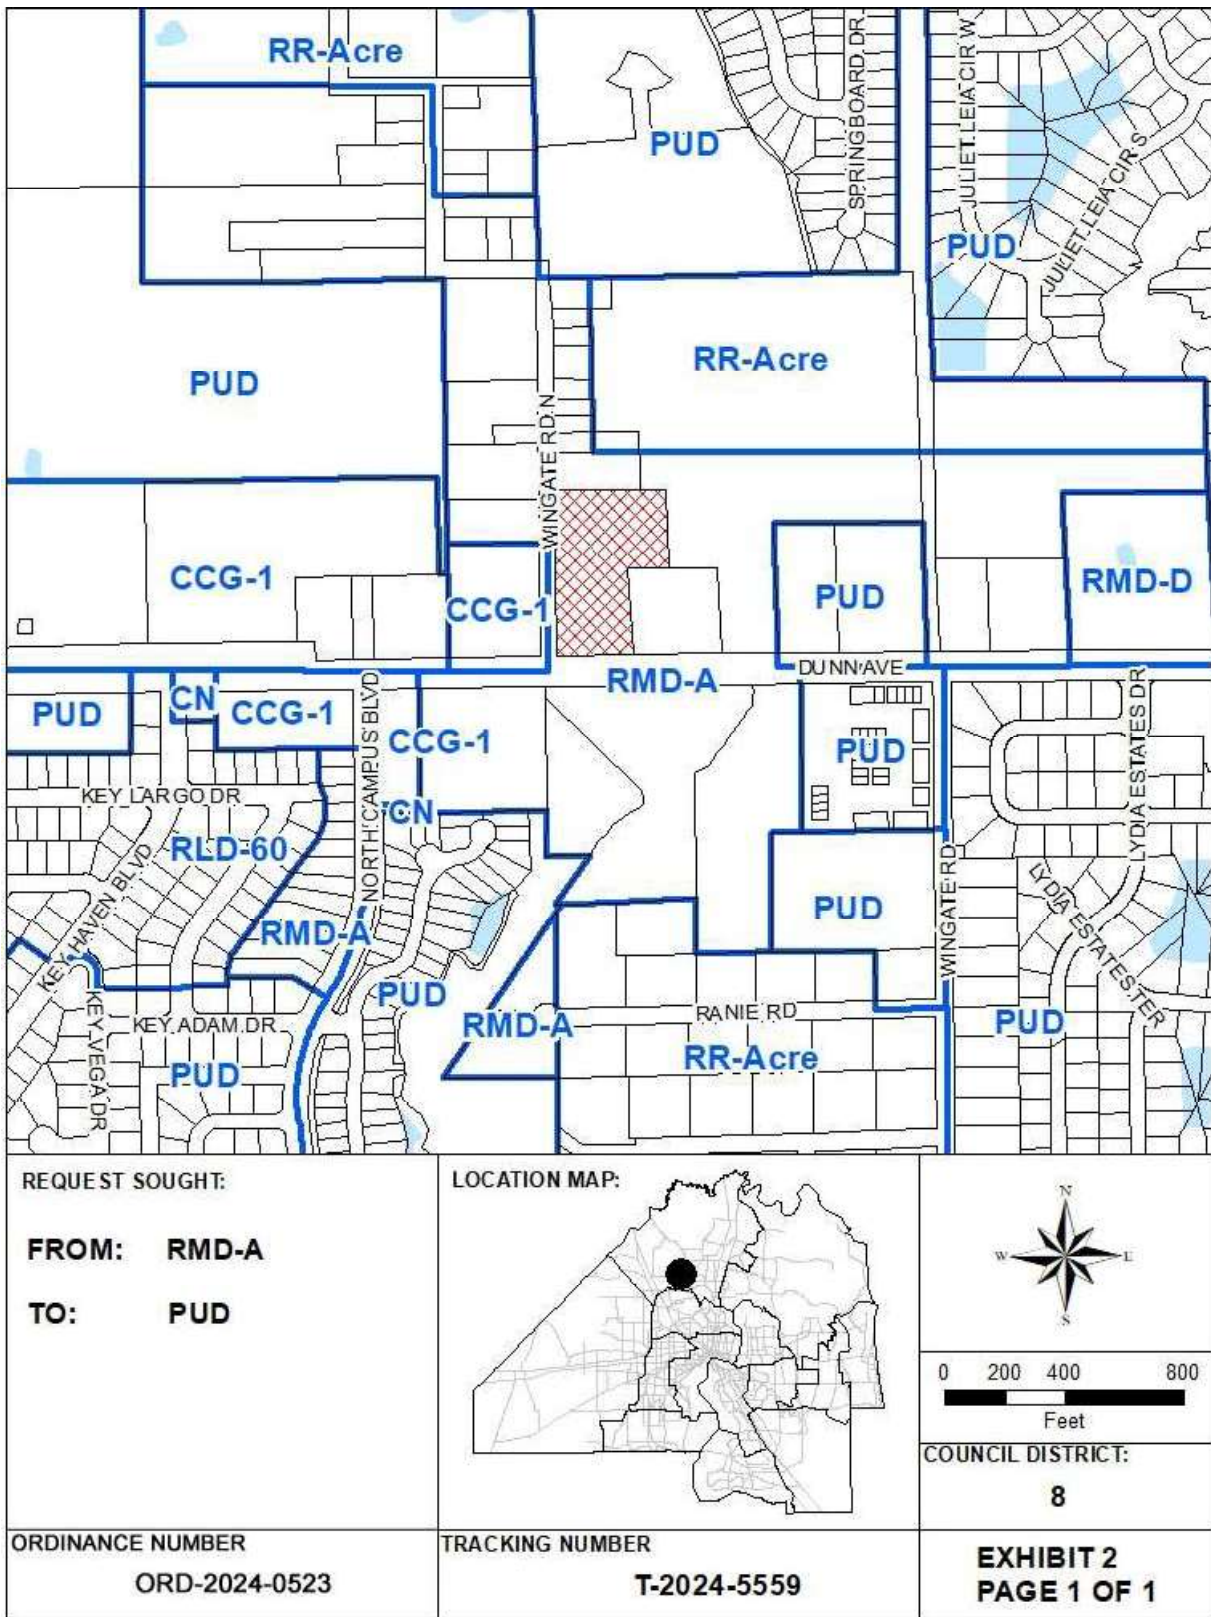 RR-Acre
SPRINGBOARD DR
JULIET LEIA CIR W
PUD
JULIET LEIA CIR S
PUD
RR-Acre
PUD
WINGATE RD N
CCG-1
CCG-1
PUD
RMD-D
DUNN AVE
RMD-A
PUD
CN
CCG-1
NORTH CAMPUS BLVD
CCG-1
PUD
LYDIA ESTATES DR
KEY LARGO DR
CN
RLD-60
KEY HAVEN BLVD
WINGATE RD
LYDIA ESTATES TER
PUD
RMD-A
PUD
RMD-A
RANIE RD
PUD
KEY VEGA DR
KEY ADAM DR
PUD
RR-Acre
REQUEST SOUGHT:
FROM: RMD-A
TO: PUD
LOCATION MAP:
N
W E
S
0 200 400 800
Feet
COUNCIL DISTRICT:
8
ORDINANCE NUMBER
ORD-2024-0523
TRACKING NUMBER
T-2024-5559
EXHIBIT 2
PAGE 1 OF 1